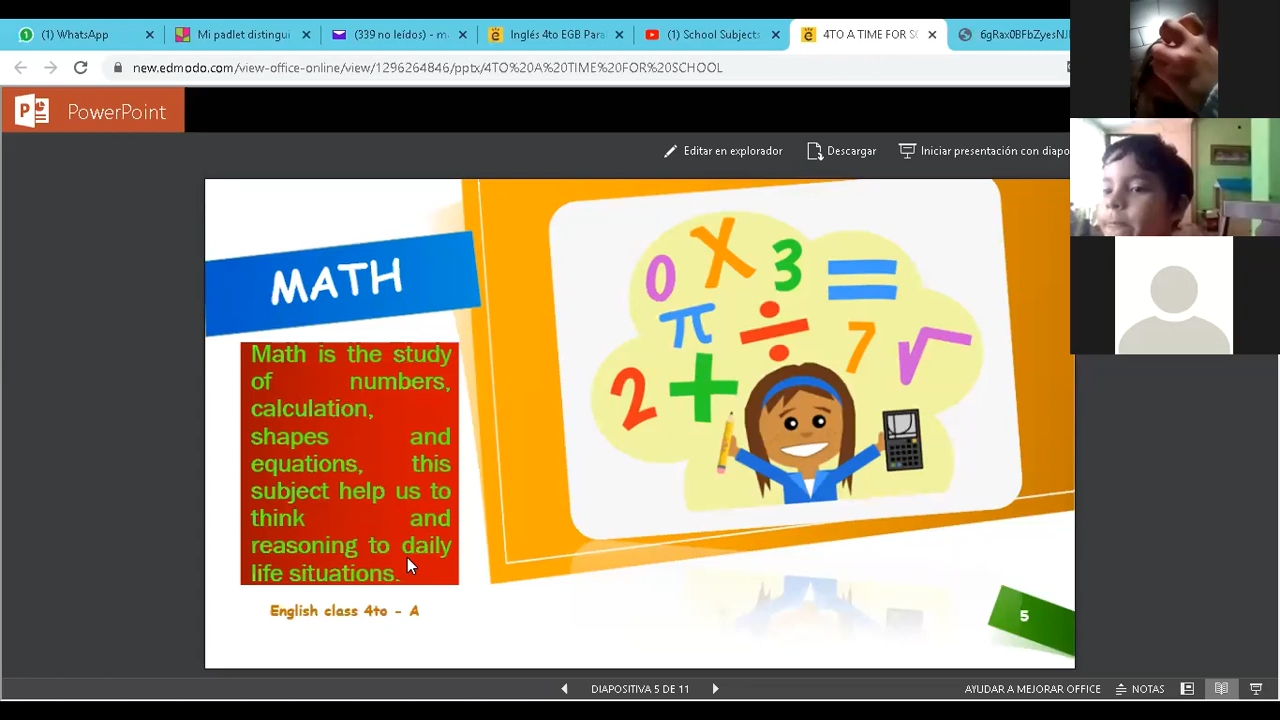 (1) WhatsApp
Mi padlet distingui
(339 no leídos) - m
Inglés 4to EGB Para
(1) School Subjects
4TO A TIME FOR SC
6gRax0BFbZyesNJ
new.edmodo.com/view-office-online/view/1296264846/pptx/4TO%20A%20TIME%20FOR%20SCHOOL
PowerPoint
Editar en explorador
Descargar
Iniciar presentación con diapo
MATH
0 X 3 =
π ÷ 7 √
2 +
Math is the study
of numbers,
calculation,
shapes and
equations, this
subject help us to
think and
reasoning to daily
life situations.
English class 4to - A
5
DIAPOSITIVA 5 DE 11
AYUDAR A MEJORAR OFFICE
NOTAS